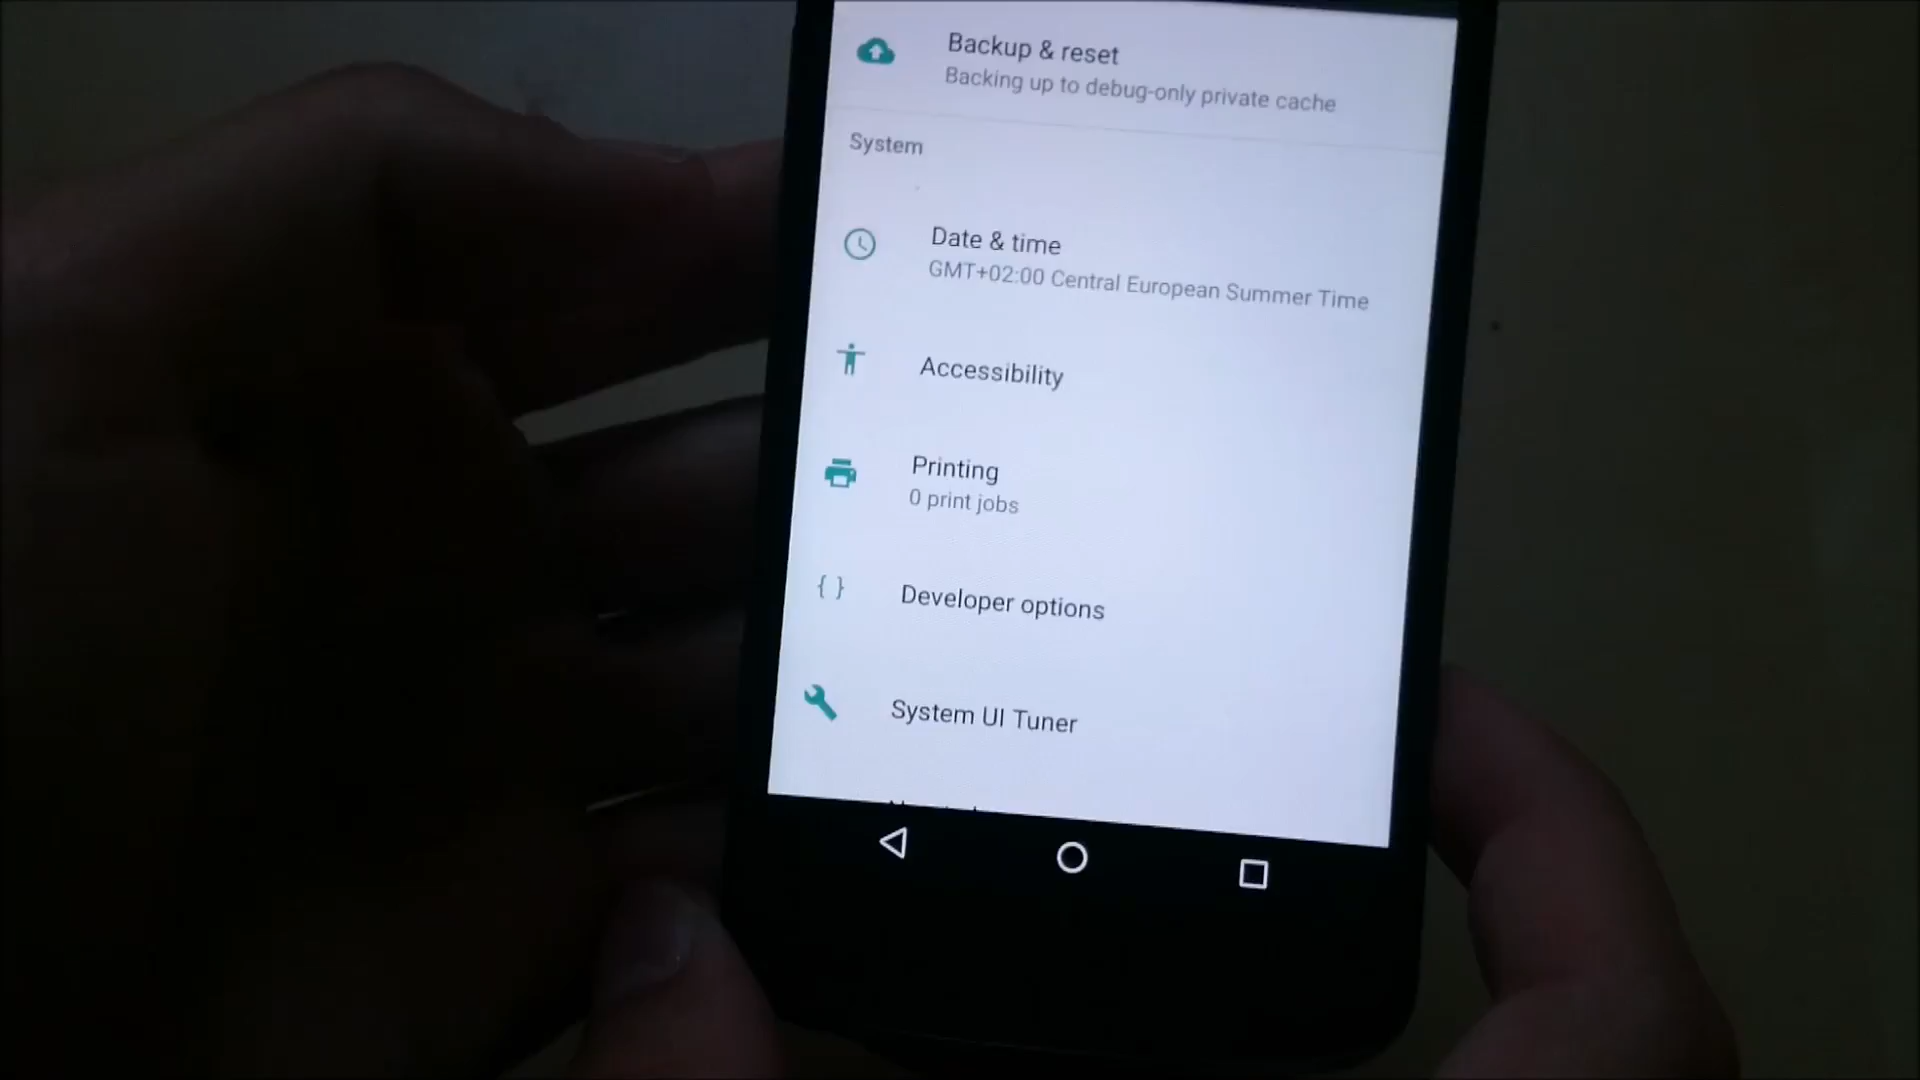 Backup & reset
Backing up to debug-only private cache
System
Date & time
GMT+02:00 Central European Summer Time
Accessibility
Printing
0 print jobs
{ }
Developer options
System UI Tuner